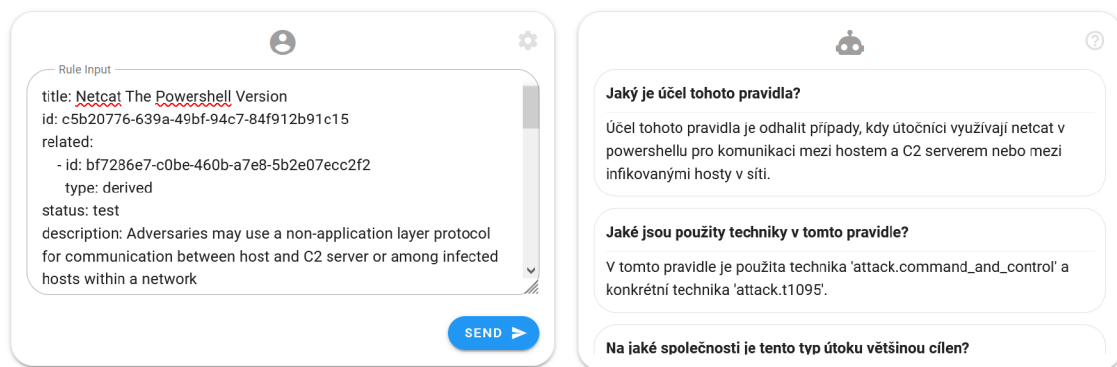 Rule Input
title: Netcat The Powershell Version
id: c5b20776-639a-49bf-94c7-84f912b91c15
related:
- id: bf7286e7-c0be-460b-a7e8-5b2e07ecc2f2
type: derived
status: test
description: Adversaries may use a non-application layer protocol
for communication between host and C2 server or among infected
hosts within a network
SEND
Jaký je účel tohoto pravidla?
Účel tohoto pravidla je odhalit případy, kdy útočníci využívají netcat v
powershellu pro komunikaci mezi hostem a C2 serverem nebo mezi
infikovanými hosty v síti.
Jaké jsou použity techniky v tomto pravidle?
V tomto pravidle je použita technika 'attack.command_and_control' a
konkrétní technika 'attack.t1095'.
Na jaké společnosti je tento typ útoku většinou cílen?